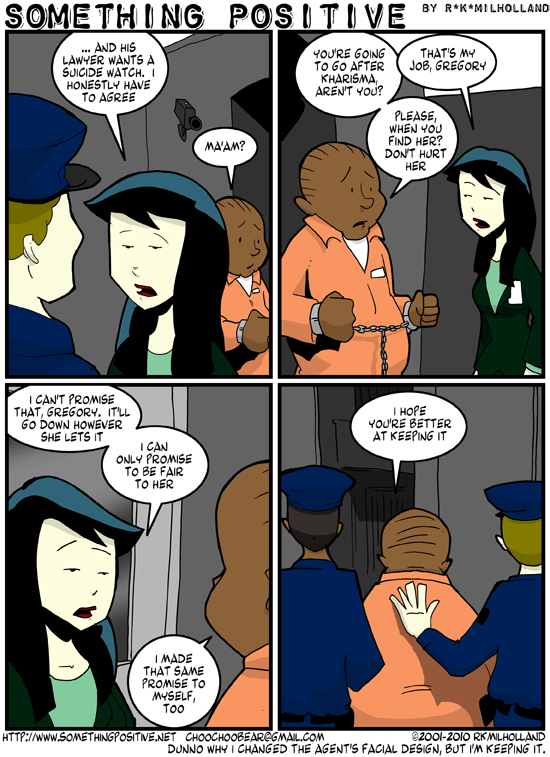 SOMETHING POSITIVE BY R*K*MILHOLLAND
... AND HIS
LAWYER WANTS A
SUICIDE WATCH. I
HONESTLY HAVE
TO AGREE
MA'AM?
YOU'RE GOING
TO GO AFTER
KHARISMA,
AREN'T YOU?
THAT'S MY
JOB, GREGORY
PLEASE,
WHEN YOU
FIND HER?
DON'T HURT
HER
I CAN'T PROMISE
THAT, GREGORY. IT'LL
GO DOWN HOWEVER
SHE LETS IT
I CAN
ONLY PROMISE
TO BE FAIR
TO HER
I MADE
THAT SAME
PROMISE TO
MYSELF,
TOO
I HOPE
YOU'RE BETTER
AT KEEPING IT
HTTP://WWW.SOMETHINGPOSITIVE.NET CHOOCHOOBEAR@GMAIL.COM ©2001-2010 RKMILHOLLAND
DUNNO WHY I CHANGED THE AGENT'S FACIAL DESIGN, BUT I'M KEEPING IT.